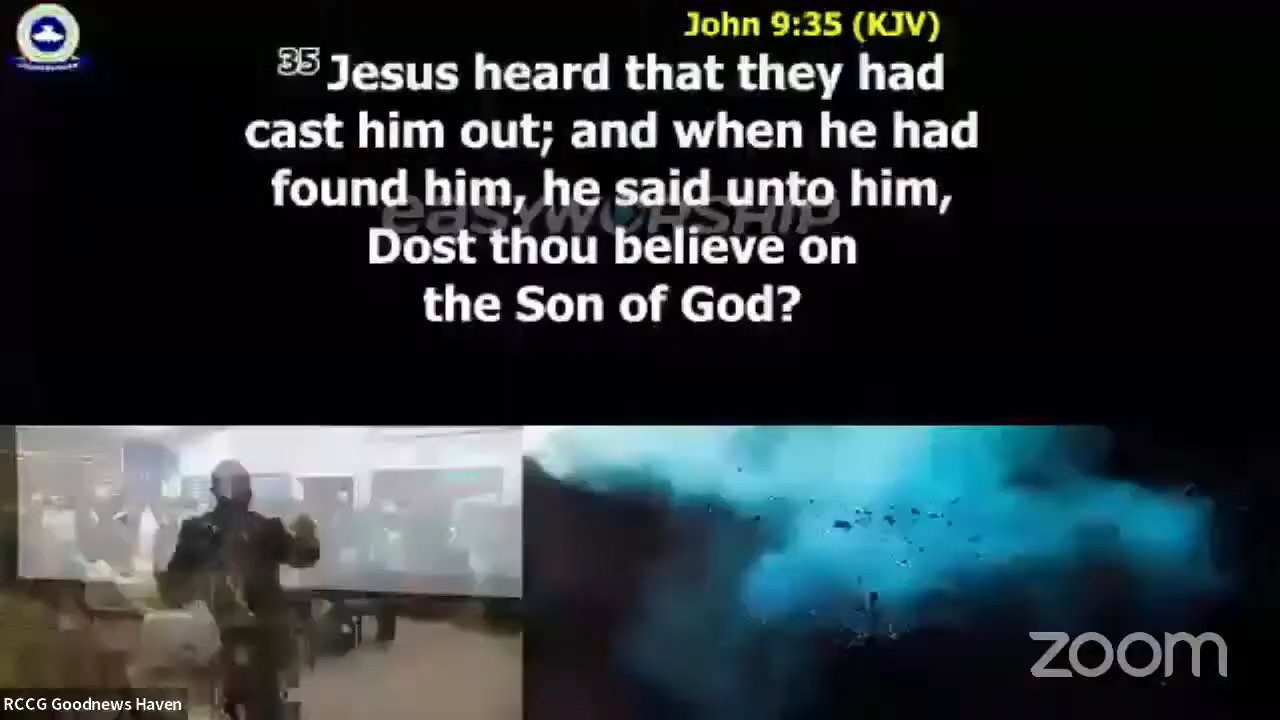 John 9:35 (KJV)
35 Jesus heard that they had
cast him out; and when he had
found him, he said unto him,
Dost thou believe on
the Son of God?
easyworship
RCCG Goodnews Haven
zoom